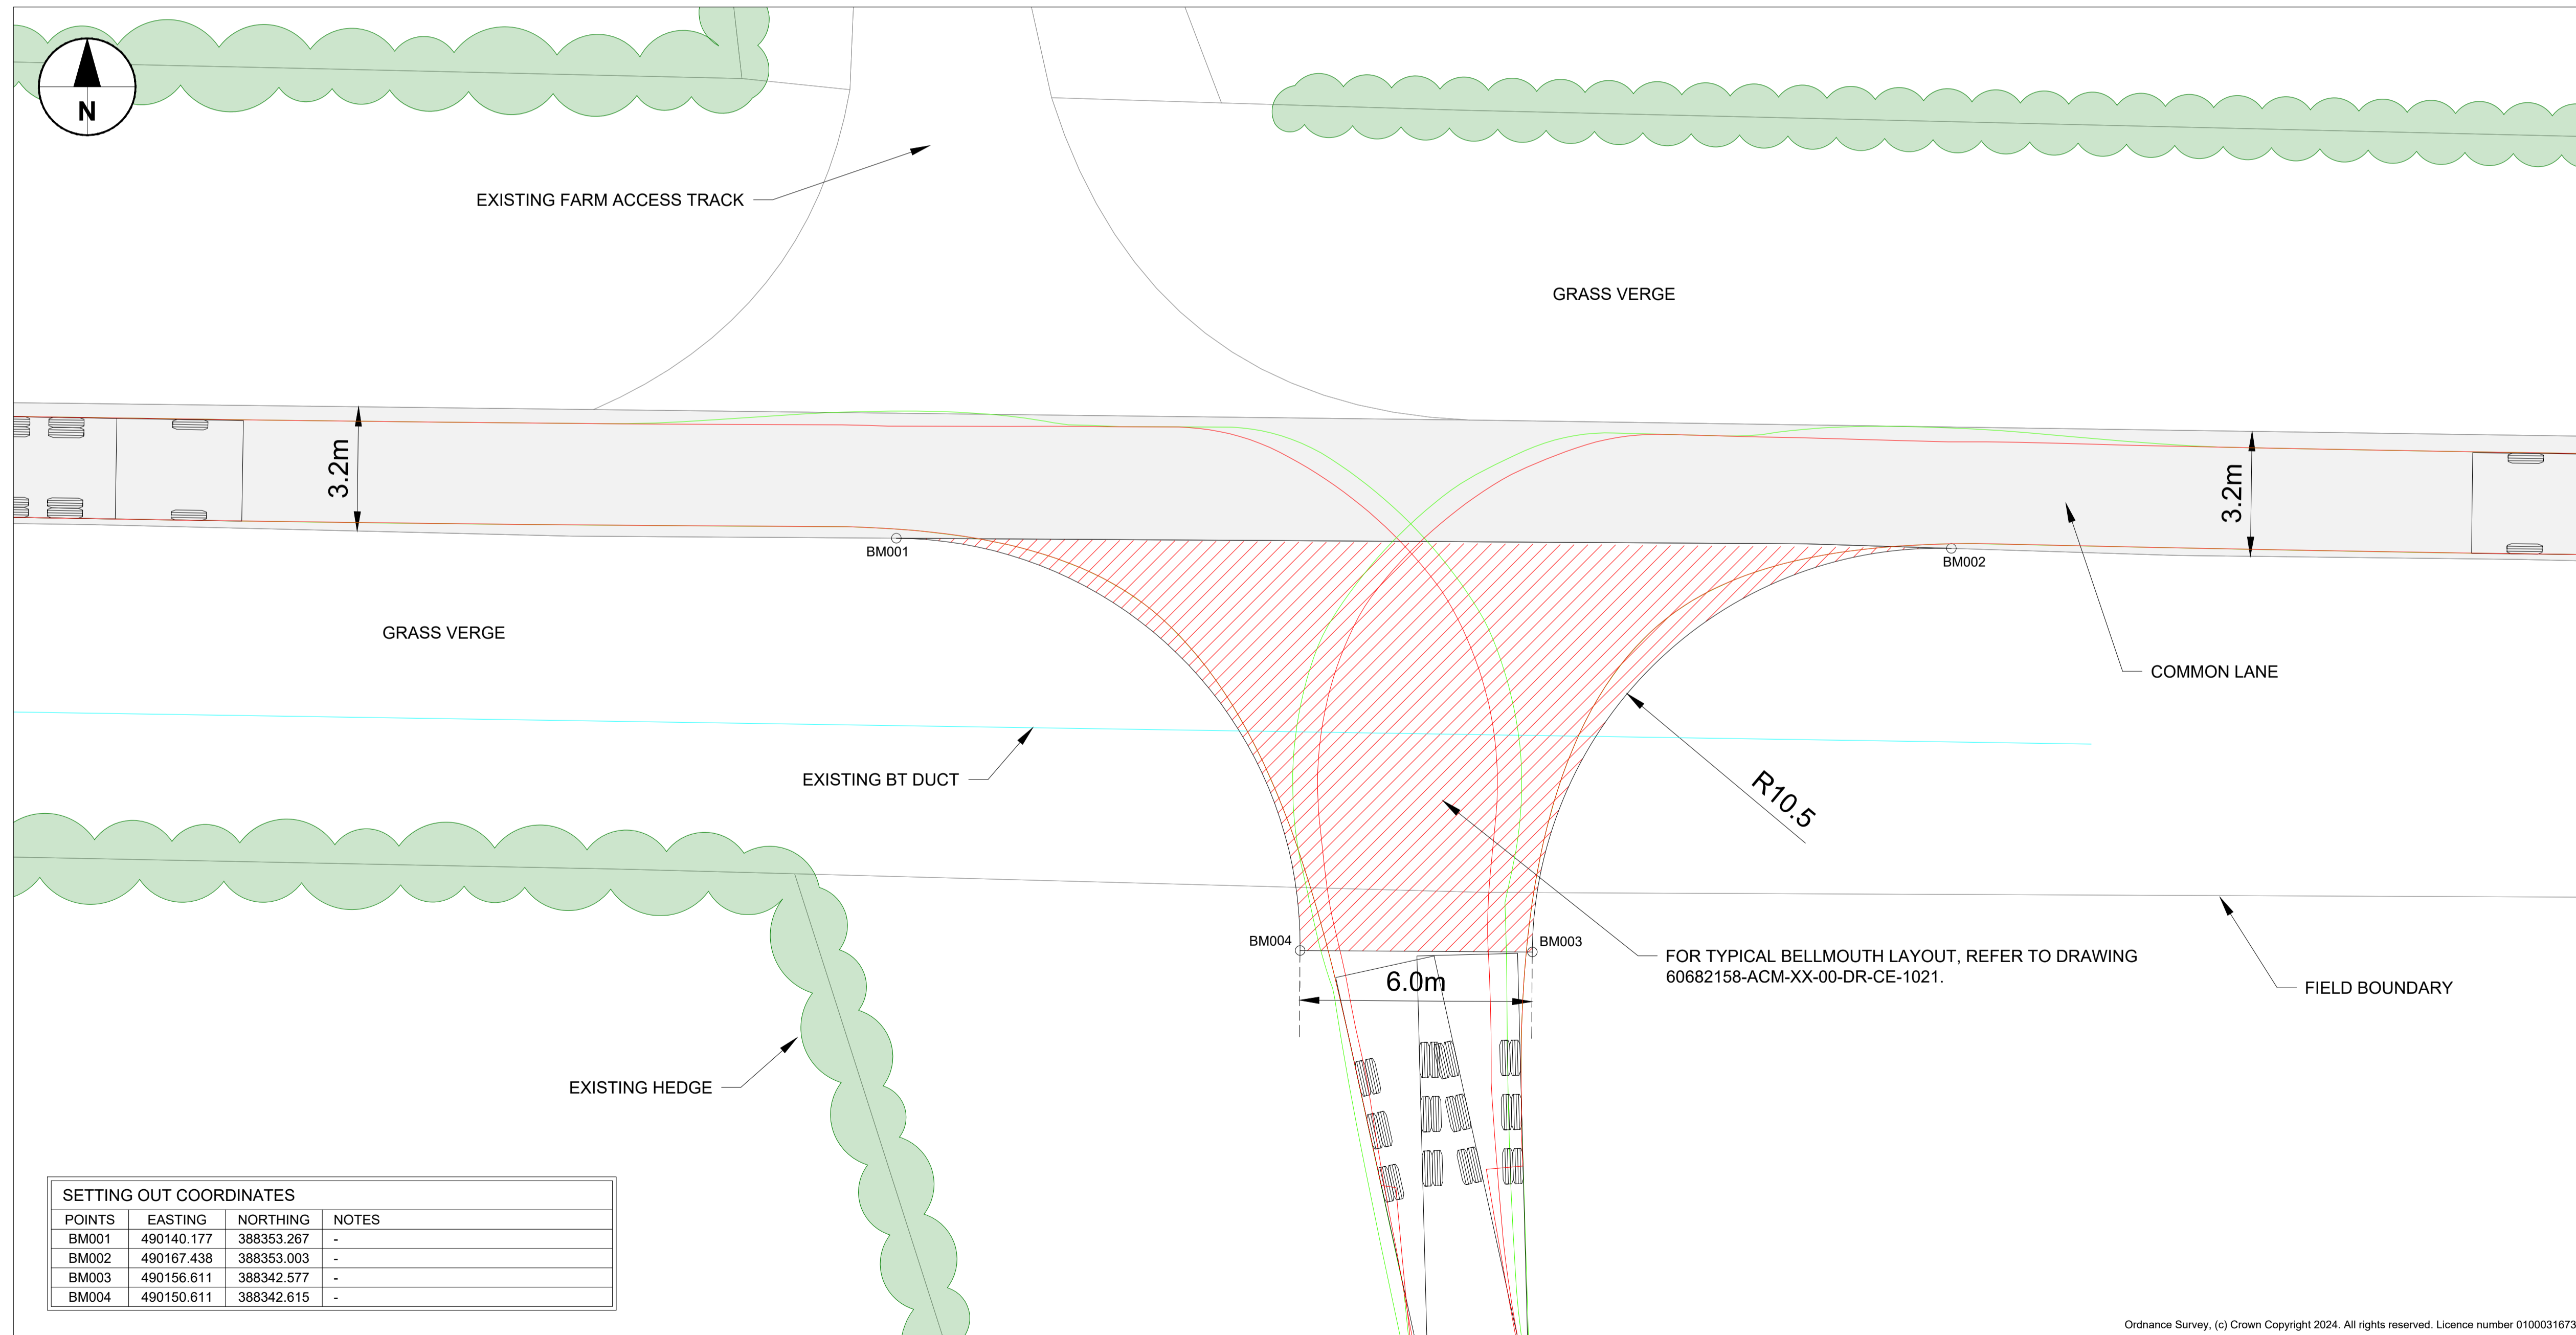 N
EXISTING FARM ACCESS TRACK
GRASS VERGE
3.2m
3.2m
BM001
BM002
GRASS VERGE
COMMON LANE
EXISTING BT DUCT
R10.5
BM004
BM003
FOR TYPICAL BELLMOUTH LAYOUT, REFER TO DRAWING
60682158-ACM-XX-00-DR-CE-1021.
6.0m
FIELD BOUNDARY
EXISTING HEDGE
SETTING OUT COORDINATES
POINTS EASTING NORTHING NOTES
BM001 490140.177 388353.267 -
BM002 490167.438 388353.003 -
BM003 490156.611 388342.577 -
BM004 490150.611 388342.615 -
Ordnance Survey, (c) Crown Copyright 2024. All rights reserved. Licence number 0100031673